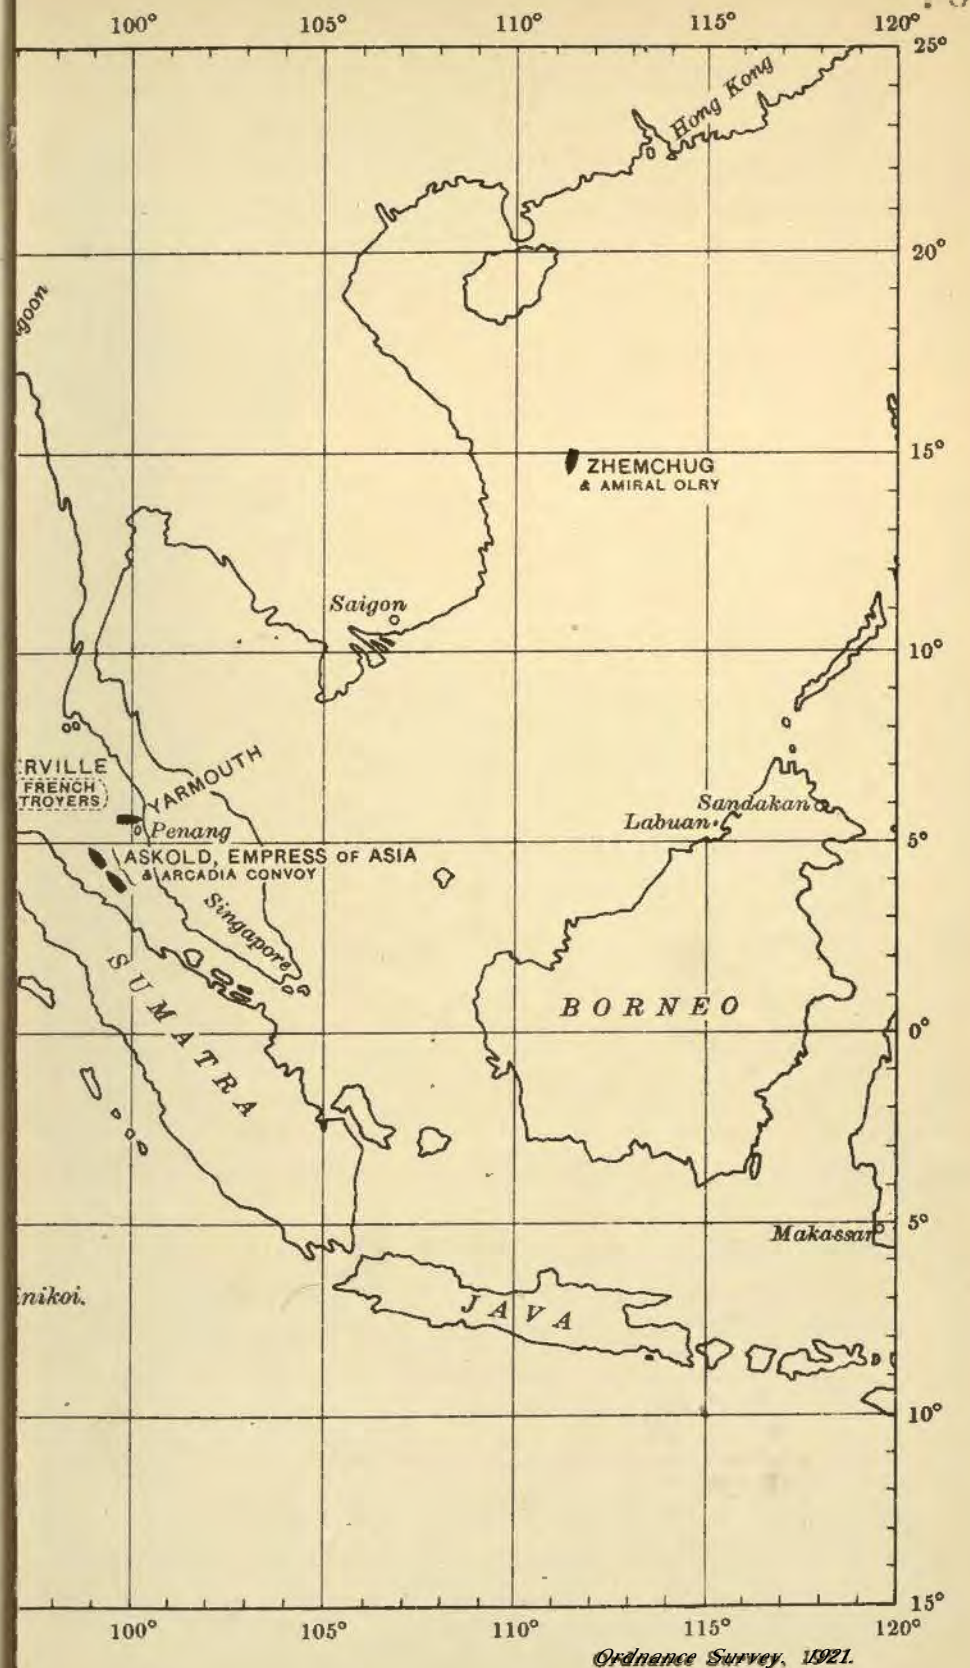 100° 105° 110° 115° 120°
25°
Hong Kong
20°
goon
15°
ZHEMCHUG
& AMIRAL OLRY
Saigon
10°
ERVILLE
FRENCH
TROYERS)
YARMOUTH
Penang
Sandakan
Labuan
5°
ASKOLD, EMPRESS OF ASIA
& ARCADIA CONVOY
Singapore
SUMATRA
BORNEO
0°
5°
Makassar
inikoi.
JAVA
10°
15°
100° 105° 110° 115° 120°
Ordnance Survey, 1921.